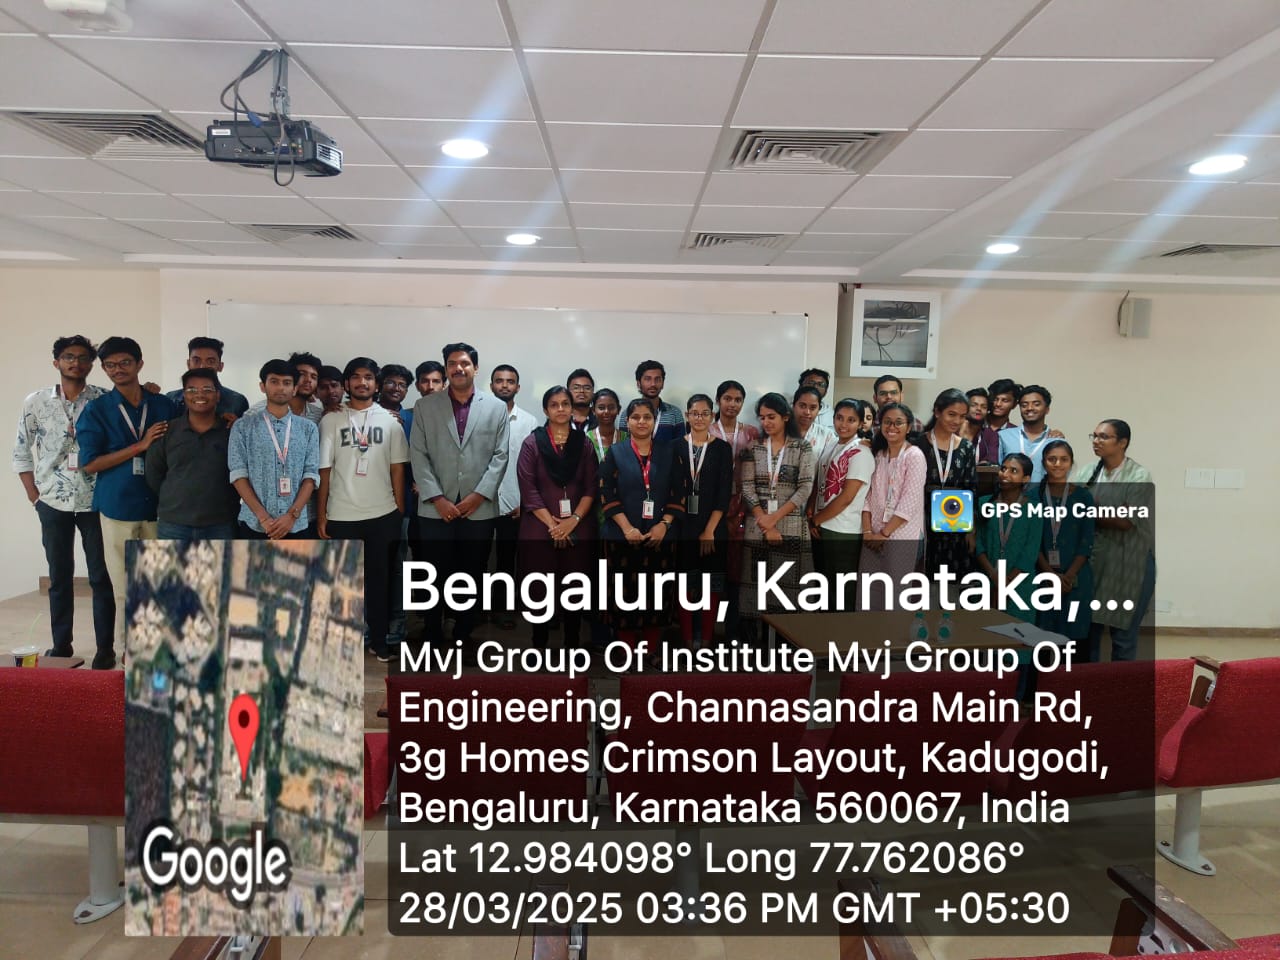 GPS Map Camera
Bengaluru, Karnataka,...
Mvj Group Of Institute Mvj Group Of
Engineering, Channasandra Main Rd,
3g Homes Crimson Layout, Kadugodi,
Bengaluru, Karnataka 560067, India
Lat 12.984098° Long 77.762086°
28/03/2025 03:36 PM GMT +05:30
Google